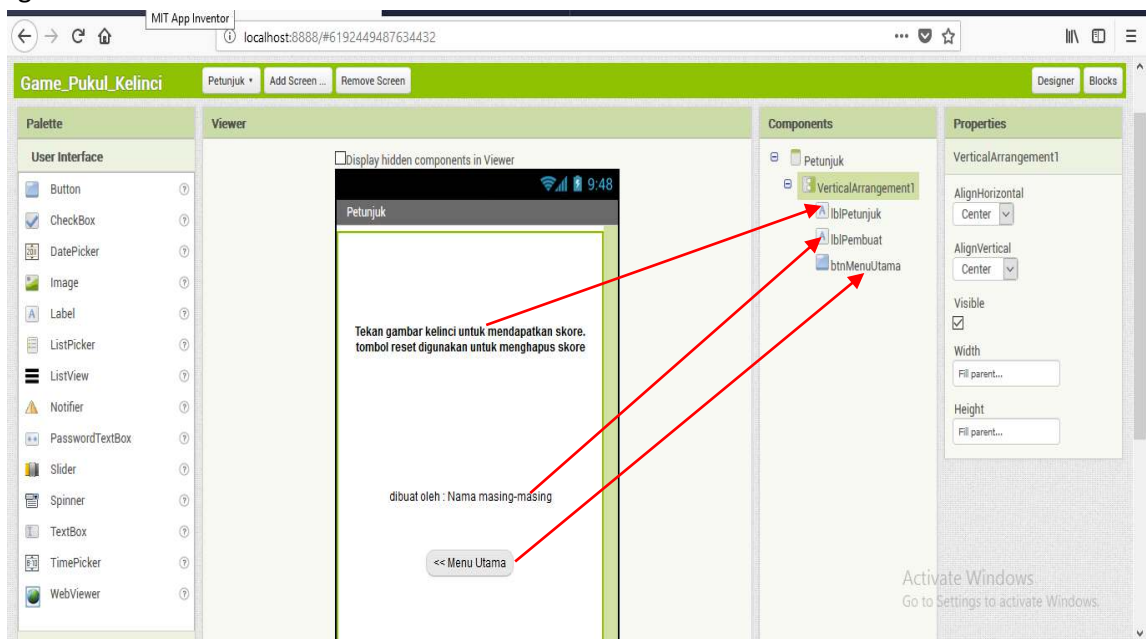 MIT App Inventor
localhost:8888/#6192449487634432
Game_Pukul_Kelinci
Petunjuk
Add Screen ...
Remove Screen
Designer
Blocks
Palette
User Interface
Button
CheckBox
DatePicker
Image
Label
ListPicker
ListView
Notifier
PasswordTextBox
Slider
Spinner
TextBox
TimePicker
WebViewer
Viewer
Display hidden components in Viewer
9:48
Petunjuk
Tekan gambar kelinci untuk mendapatkan skore.
tombol reset digunakan untuk menghapus skore
dibuat oleh : Nama masing-masing
<< Menu Utama
Components
Petunjuk
VerticalArrangement1
lblPetunjuk
lblPembuat
btnMenuUtama
Properties
VerticalArrangement1
AlignHorizontal
Center
AlignVertical
Center
Visible
Width
Fill parent...
Height
Fill parent...
Activate Windows
Go to Settings to activate Windows.